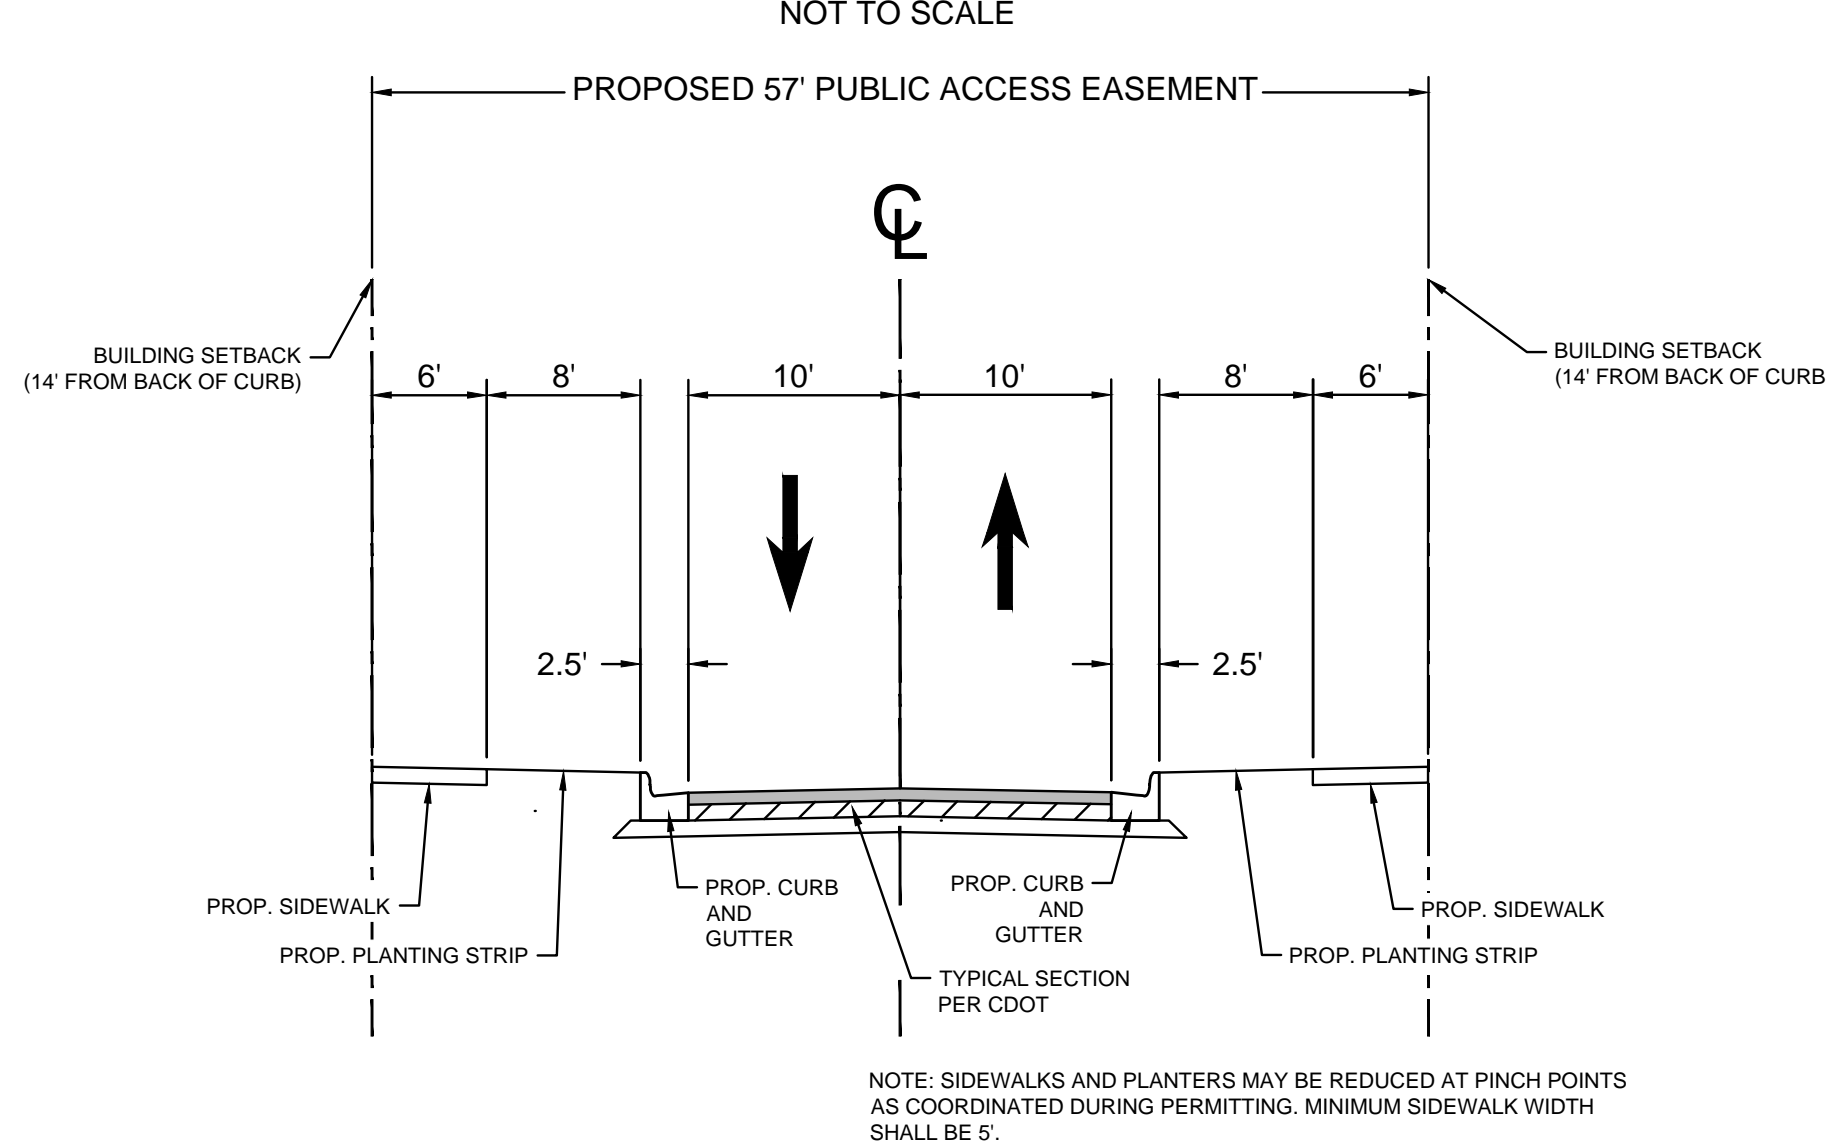 NOT TO SCALE
PROPOSED 57' PUBLIC ACCESS EASEMENT
CL
BUILDING SETBACK
(14' FROM BACK OF CURB)
BUILDING SETBACK
(14' FROM BACK OF CURB
6' 8' 10' 10' 8' 6'
2.5' 2.5'
PROP. SIDEWALK
PROP. PLANTING STRIP
PROP. CURB
AND
GUTTER
PROP. CURB
AND
GUTTER
TYPICAL SECTION
PER CDOT
PROP. SIDEWALK
PROP. PLANTING STRIP
NOTE: SIDEWALKS AND PLANTERS MAY BE REDUCED AT PINCH POINTS
AS COORDINATED DURING PERMITTING. MINIMUM SIDEWALK WIDTH
SHALL BE 5'.